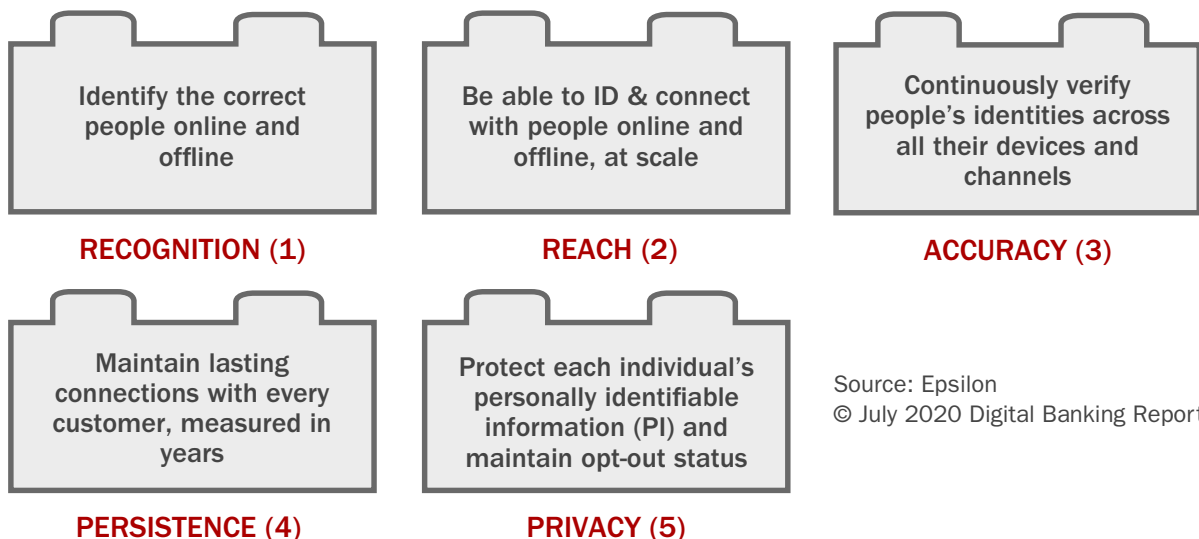 Identify the correct
people online and
offline
RECOGNITION (1)
Be able to ID & connect
with people online and
offline, at scale
REACH (2)
Continuously verify
people's identities across
all their devices and
channels
ACCURACY (3)
Maintain lasting
connections with every
customer, measured in
years
PERSISTENCE (4)
Protect each individual's
personally identifiable
information (PI) and
maintain opt-out status
PRIVACY (5)
Source: Epsilon
© July 2020 Digital Banking Report